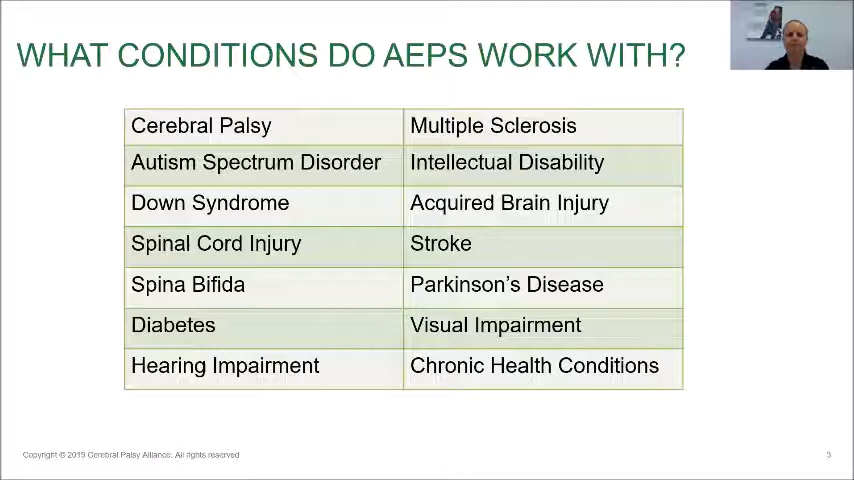 WHAT CONDITIONS DO AEPS WORK WITH?
Cerebral Palsy Multiple Sclerosis
Autism Spectrum Disorder Intellectual Disability
Down Syndrome Acquired Brain Injury
Spinal Cord Injury Stroke
Spina Bifida Parkinson’s Disease
Diabetes Visual Impairment
Hearing Impairment Chronic Health Conditions
Copyright © 2019 Cerebral Palsy Alliance. All rights reserved 3